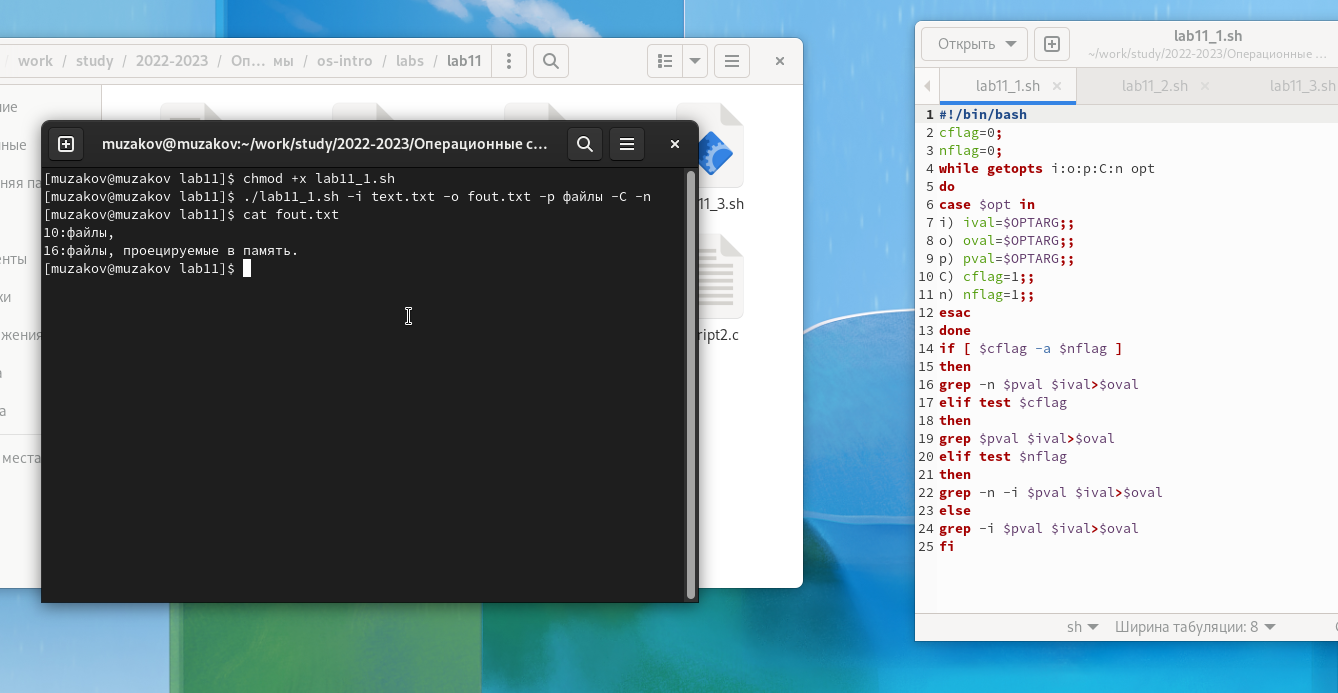 work / study / 2022-2023 / Оп… мы / os-intro / labs / lab11
ние
нные
няя па
енты
ки
жения
а
а
места
11_3.sh
ript2.c
muzakov@muzakov:~/work/study/2022-2023/Операционные с…
[muzakov@muzakov lab11]$ chmod +x lab11_1.sh
[muzakov@muzakov lab11]$ ./lab11_1.sh -i text.txt -o fout.txt -p файлы -C -n
[muzakov@muzakov lab11]$ cat fout.txt
10:файлы,
16:файлы, проецируемые в память.
[muzakov@muzakov lab11]$
Открыть
lab11_1.sh
~/work/study/2022-2023/Операционные …
lab11_1.sh
lab11_2.sh
lab11_3.sh
1 #!/bin/bash
2 cflag=0;
3 nflag=0;
4 while getopts i:o:p:C:n opt
5 do
6 case $opt in
7 i) ival=$OPTARG;;
8 o) oval=$OPTARG;;
9 p) pval=$OPTARG;;
10 C) cflag=1;;
11 n) nflag=1;;
12 esac
13 done
14 if [ $cflag -a $nflag ]
15 then
16 grep -n $pval $ival>$oval
17 elif test $cflag
18 then
19 grep $pval $ival>$oval
20 elif test $nflag
21 then
22 grep -n -i $pval $ival>$oval
23 else
24 grep -i $pval $ival>$oval
25 fi
sh
Ширина табуляции: 8